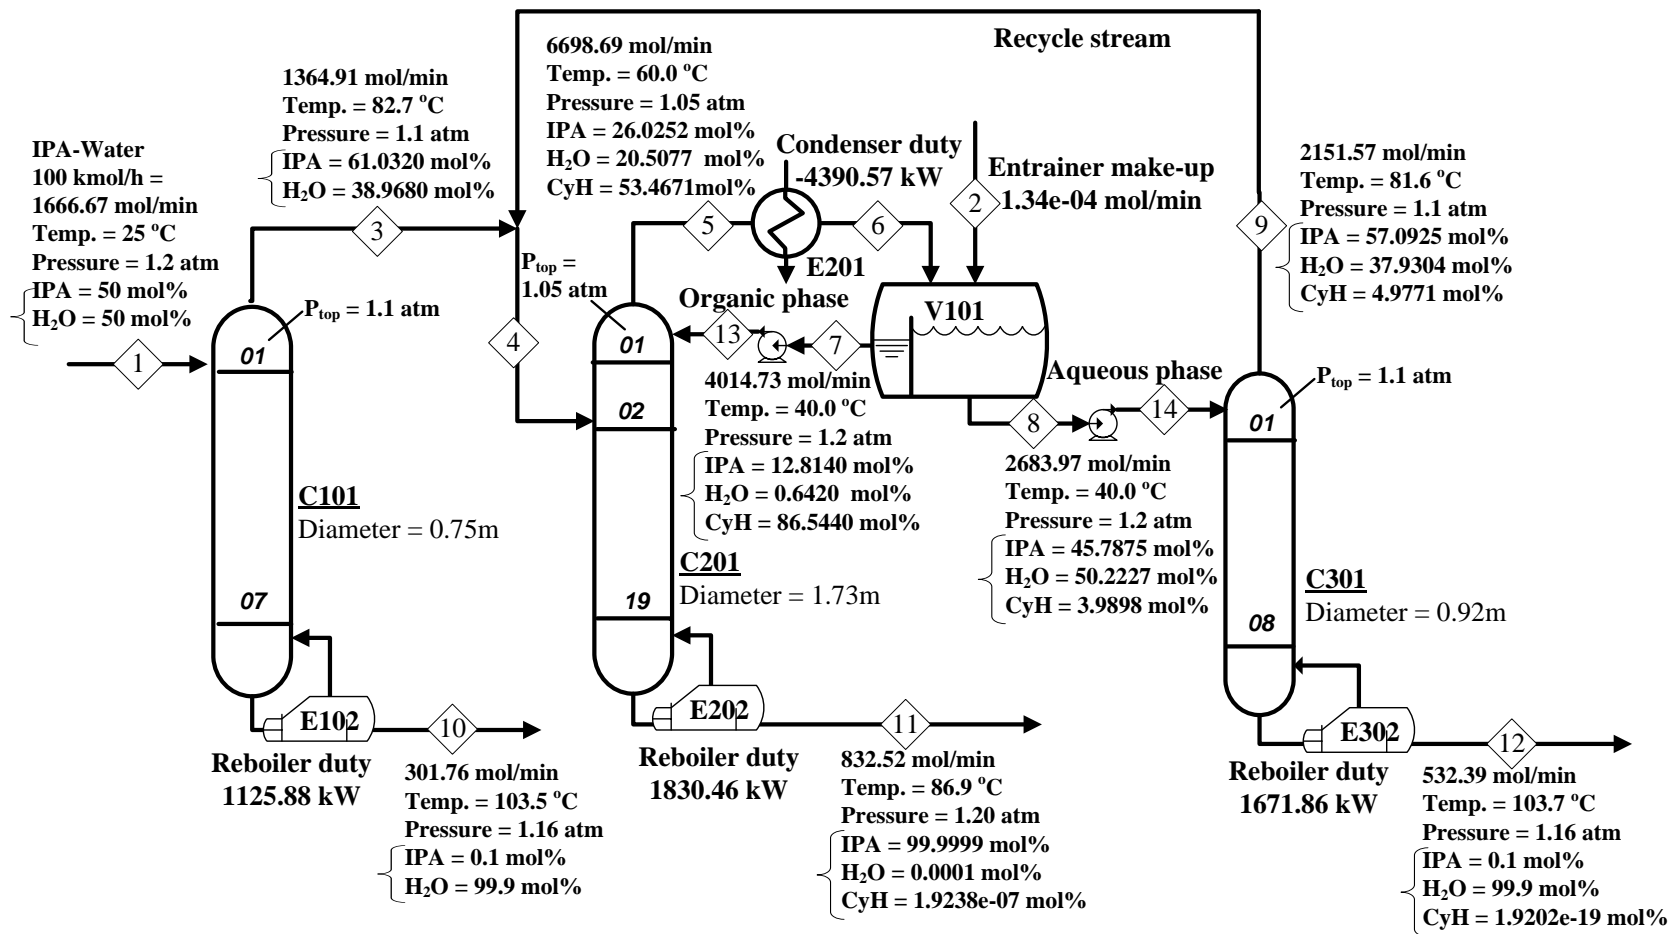 IPA-Water
100 kmol/h =
1666.67 mol/min
Temp. = 25 °C
Pressure = 1.2 atm
IPA = 50 mol%
H₂O = 50 mol%
1
01
07
Pₜₒₚ = 1.1 atm
C101
Diameter = 0.75m
E102
Reboiler duty
1125.88 kW
10
301.76 mol/min
Temp. = 103.5 °C
Pressure = 1.16 atm
IPA = 0.1 mol%
H₂O = 99.9 mol%
1364.91 mol/min
Temp. = 82.7 °C
Pressure = 1.1 atm
IPA = 61.0320 mol%
H₂O = 38.9680 mol%
3
4
Pₜₒₚ =
1.05 atm
01
02
19
C201
Diameter = 1.73m
E202
Reboiler duty
1830.46 kW
11
832.52 mol/min
Temp. = 86.9 °C
Pressure = 1.20 atm
IPA = 99.9999 mol%
H₂O = 0.0001 mol%
CyH = 1.9238e-07 mol%
6698.69 mol/min
Temp. = 60.0 °C
Pressure = 1.05 atm
IPA = 26.0252 mol%
H₂O = 20.5077 mol%
CyH = 53.4671mol%
5
Condenser duty
-4390.57 kW
E201
6
2
Entrainer make-up
1.34e-04 mol/min
V101
Organic phase
13
7
4014.73 mol/min
Temp. = 40.0 °C
Pressure = 1.2 atm
IPA = 12.8140 mol%
H₂O = 0.6420 mol%
CyH = 86.5440 mol%
Aqueous phase
8
14
2683.97 mol/min
Temp. = 40.0 °C
Pressure = 1.2 atm
IPA = 45.7875 mol%
H₂O = 50.2227 mol%
CyH = 3.9898 mol%
Recycle stream
9
2151.57 mol/min
Temp. = 81.6 °C
Pressure = 1.1 atm
IPA = 57.0925 mol%
H₂O = 37.9304 mol%
CyH = 4.9771 mol%
Pₜₒₚ = 1.1 atm
01
08
C301
Diameter = 0.92m
E302
Reboiler duty
1671.86 kW
12
532.39 mol/min
Temp. = 103.7 °C
Pressure = 1.16 atm
IPA = 0.1 mol%
H₂O = 99.9 mol%
CyH = 1.9202e-19 mol%